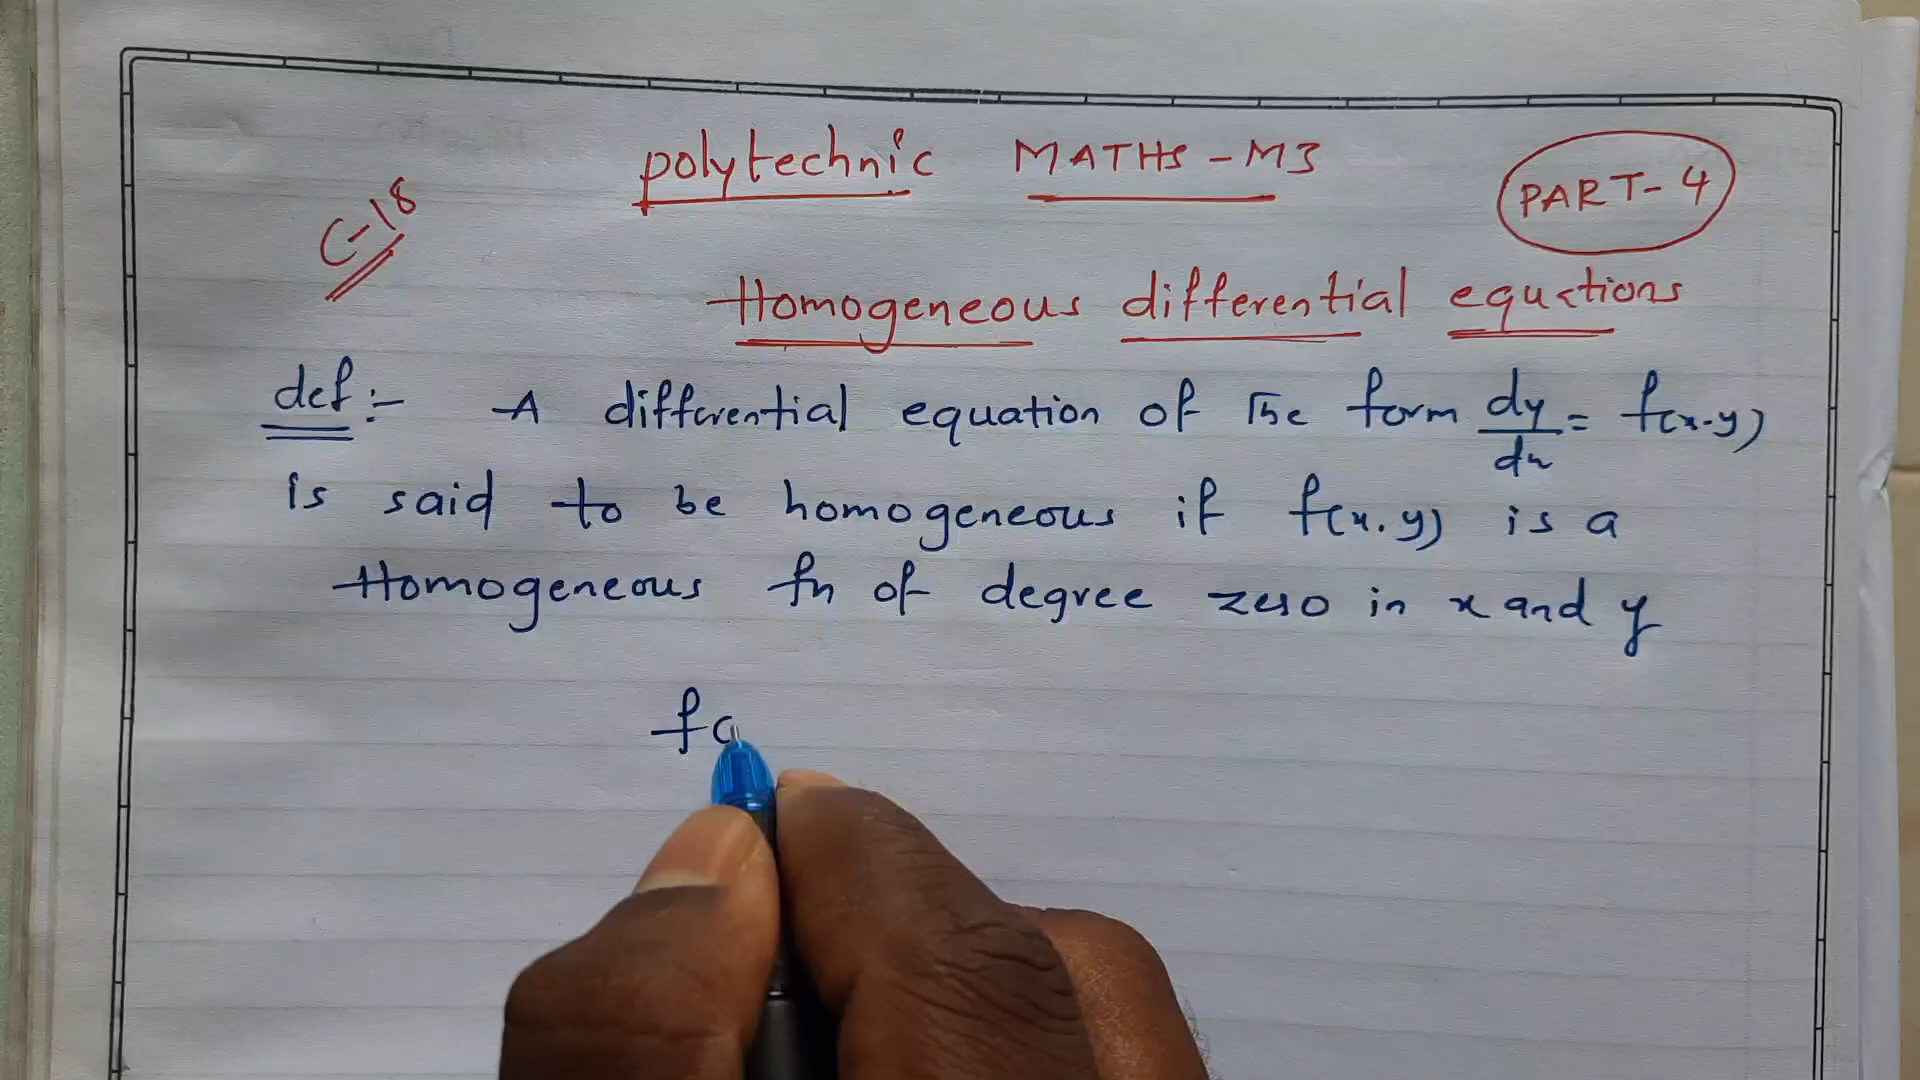 polytechnic MATHS-M3
PART-4
C-18
Homogeneous differential equations
def:- A differential equation of The form dy/dx = f(x-y)
is said to be homogeneous if f(x.y) is a
Homogeneous fn of degree zero in x and y
f(